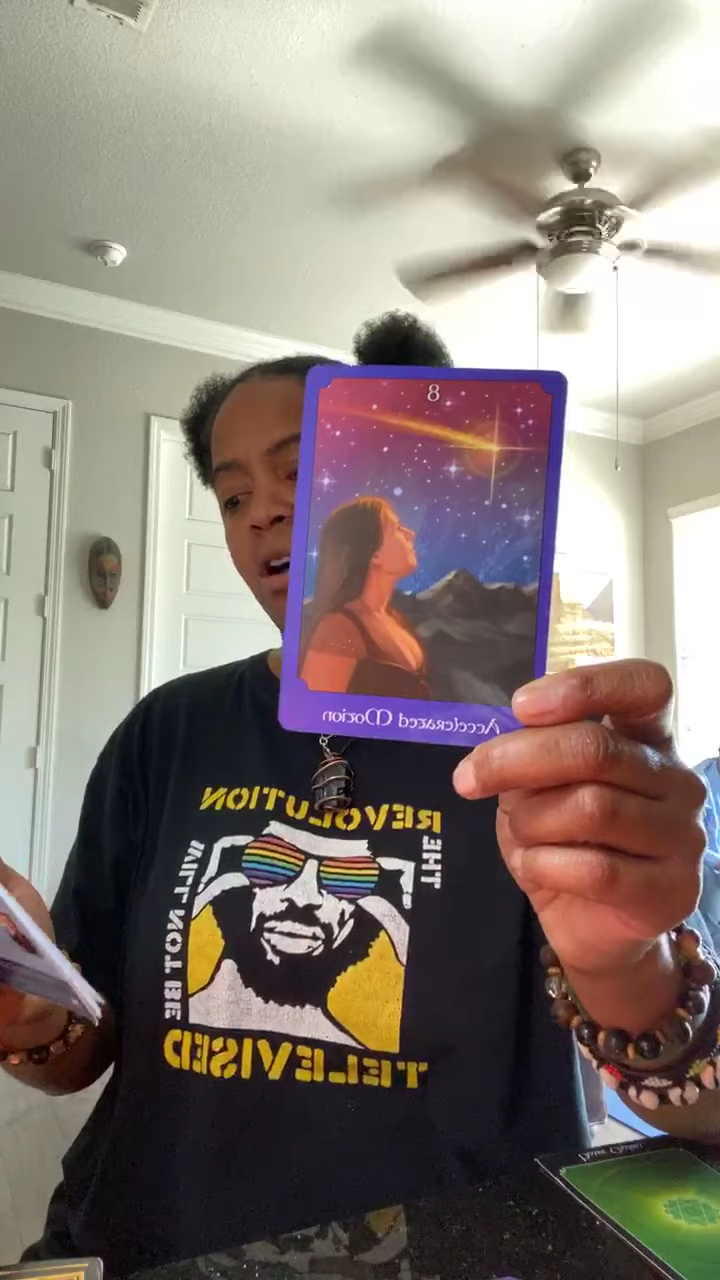 8
Accelerated Motion
REVOLUTION
THE
WILL NOT BE
TELEVISED